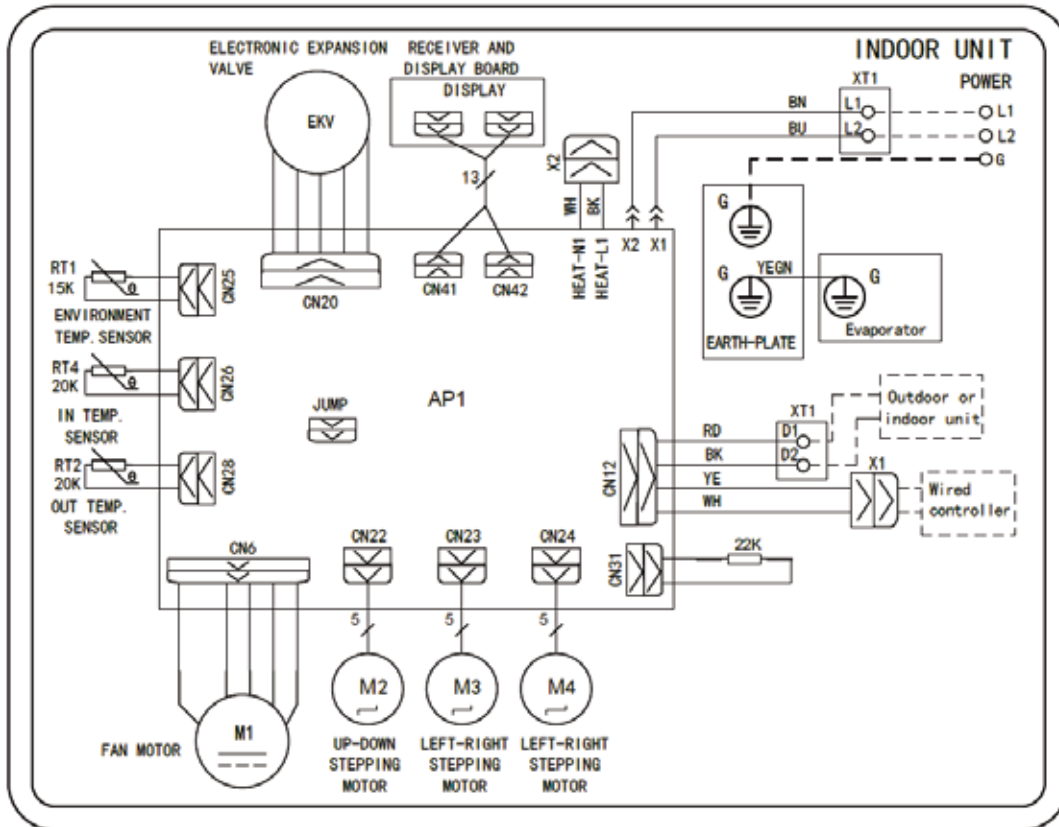 INDOOR UNIT
POWER
ELECTRONIC EXPANSION
VALVE
EKV
RECEIVER AND
DISPLAY BOARD
DISPLAY
13
X2
WH
BK
HEAT-N1
HEAT-L1
X2
X1
BN
BU
XT1
L1
L2
L1
L2
G
G
G
YEGN
G
EARTH-PLATE
Evaporator
RT1
15K
θ
CN25
ENVIRONMENT
TEMP. SENSOR
CN20
CN41
CN42
RT4
20K
θ
CN26
IN TEMP.
SENSOR
JUMP
AP1
RT2
20K
θ
CN28
OUT TEMP.
SENSOR
CN12
RD
BK
YE
WH
XT1
D1
D2
Outdoor or
indoor unit
X1
Wired
controller
CN6
CN22
CN23
CN24
CN31
22K
5
5
5
M1
M2
M3
M4
FAN MOTOR
UP-DOWN
STEPPING
MOTOR
LEFT-RIGHT
STEPPING
MOTOR
LEFT-RIGHT
STEPPING
MOTOR